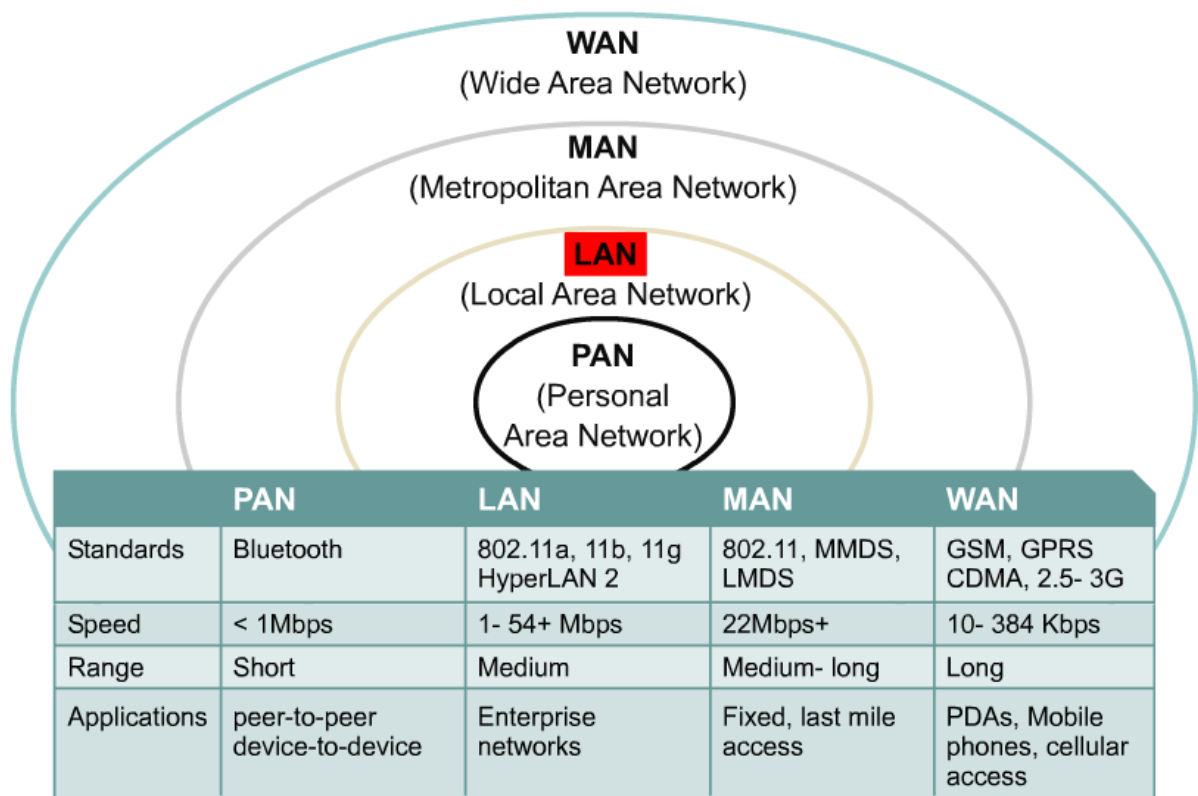 WAN
(Wide Area Network)
MAN
(Metropolitan Area Network)
LAN
(Local Area Network)
PAN
(Personal
Area Network)
PAN LAN MAN WAN
Standards Bluetooth 802.11a, 11b, 11g 802.11, MMDS, GSM, GPRS
HyperLAN 2 LMDS CDMA, 2.5- 3G
Speed < 1Mbps 1- 54+ Mbps 22Mbps+ 10- 384 Kbps
Range Short Medium Medium- long Long
Applications peer-to-peer Enterprise Fixed, last mile PDAs, Mobile
device-to-device networks access phones, cellular
access